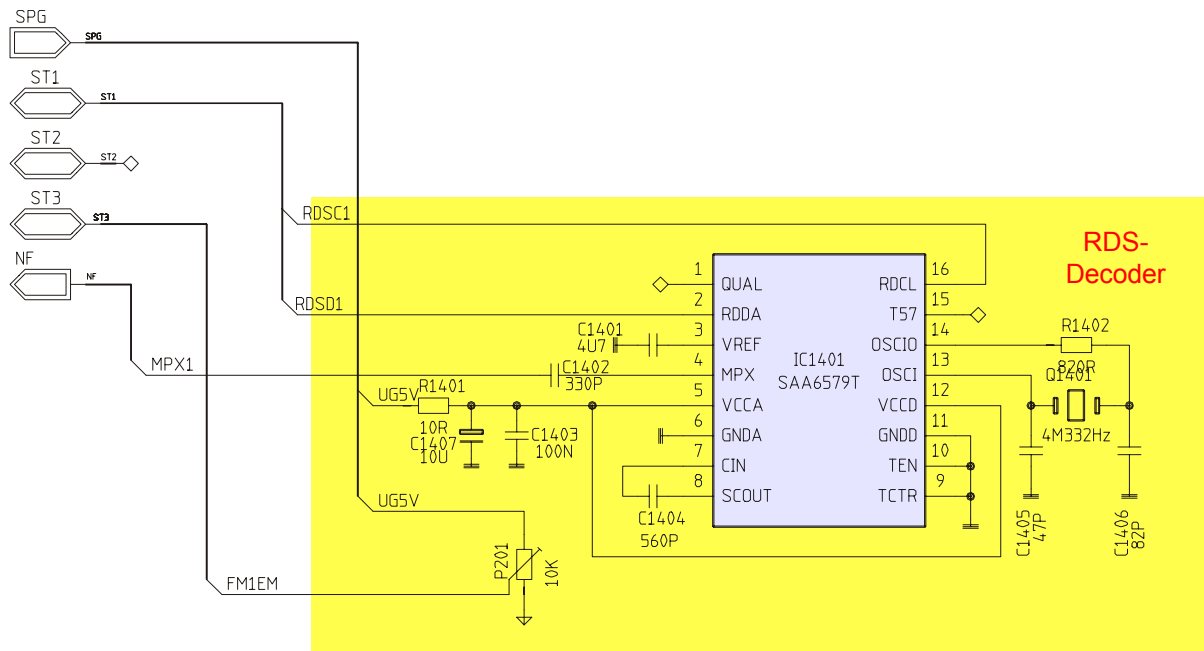 SPG
SPG
ST1
ST1
ST2
ST2
ST3
ST3
NF
NF
RDSC1
RDSD1
MPX1
UG5V
UG5V
FM1EM
RDS-
Decoder
C1401
4U7
C1402
330P
R1401
10R
C1407
10U
C1403
100N
C1404
560P
P201
10K
1
QUAL
2
RDDA
3
VREF
4
MPX
5
VCCA
6
GNDA
7
CIN
8
SCOUT
IC1401
SAA6579T
16
RDCL
15
T57
14
OSCIO
13
OSCI
12
VCCD
11
GNDD
10
TEN
9
TCTR
R1402
820R
Q1401
4M332Hz
C1405
47P
C1406
82P